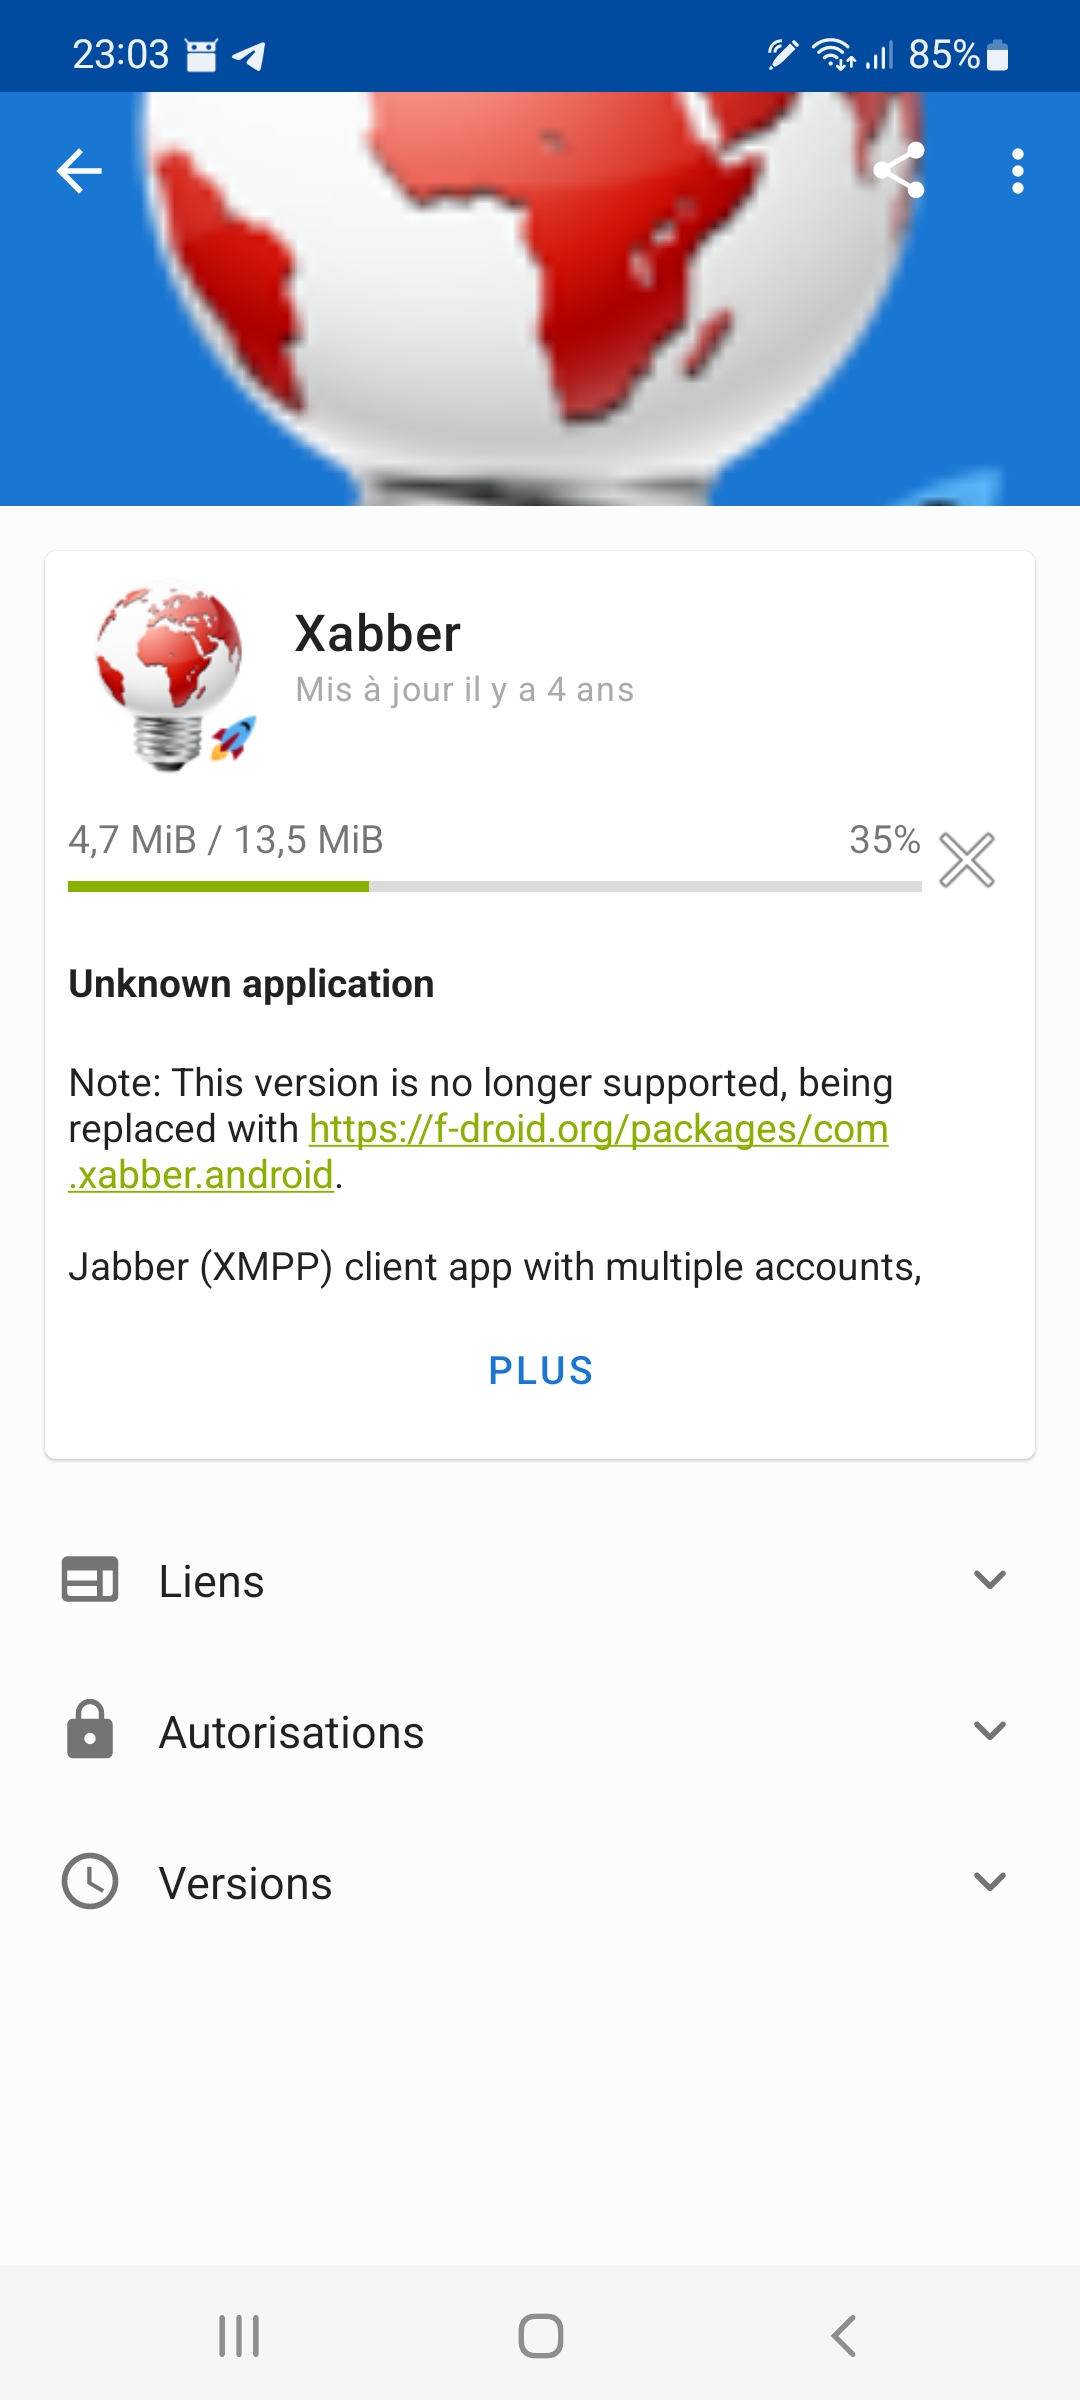 23:03
85%
Xabber
Mis à jour il y a 4 ans
4,7 MiB / 13,5 MiB
35%
Unknown application
Note: This version is no longer supported, being
replaced with https://f-droid.org/packages/com
.xabber.android.
Jabber (XMPP) client app with multiple accounts,
PLUS
Liens
Autorisations
Versions